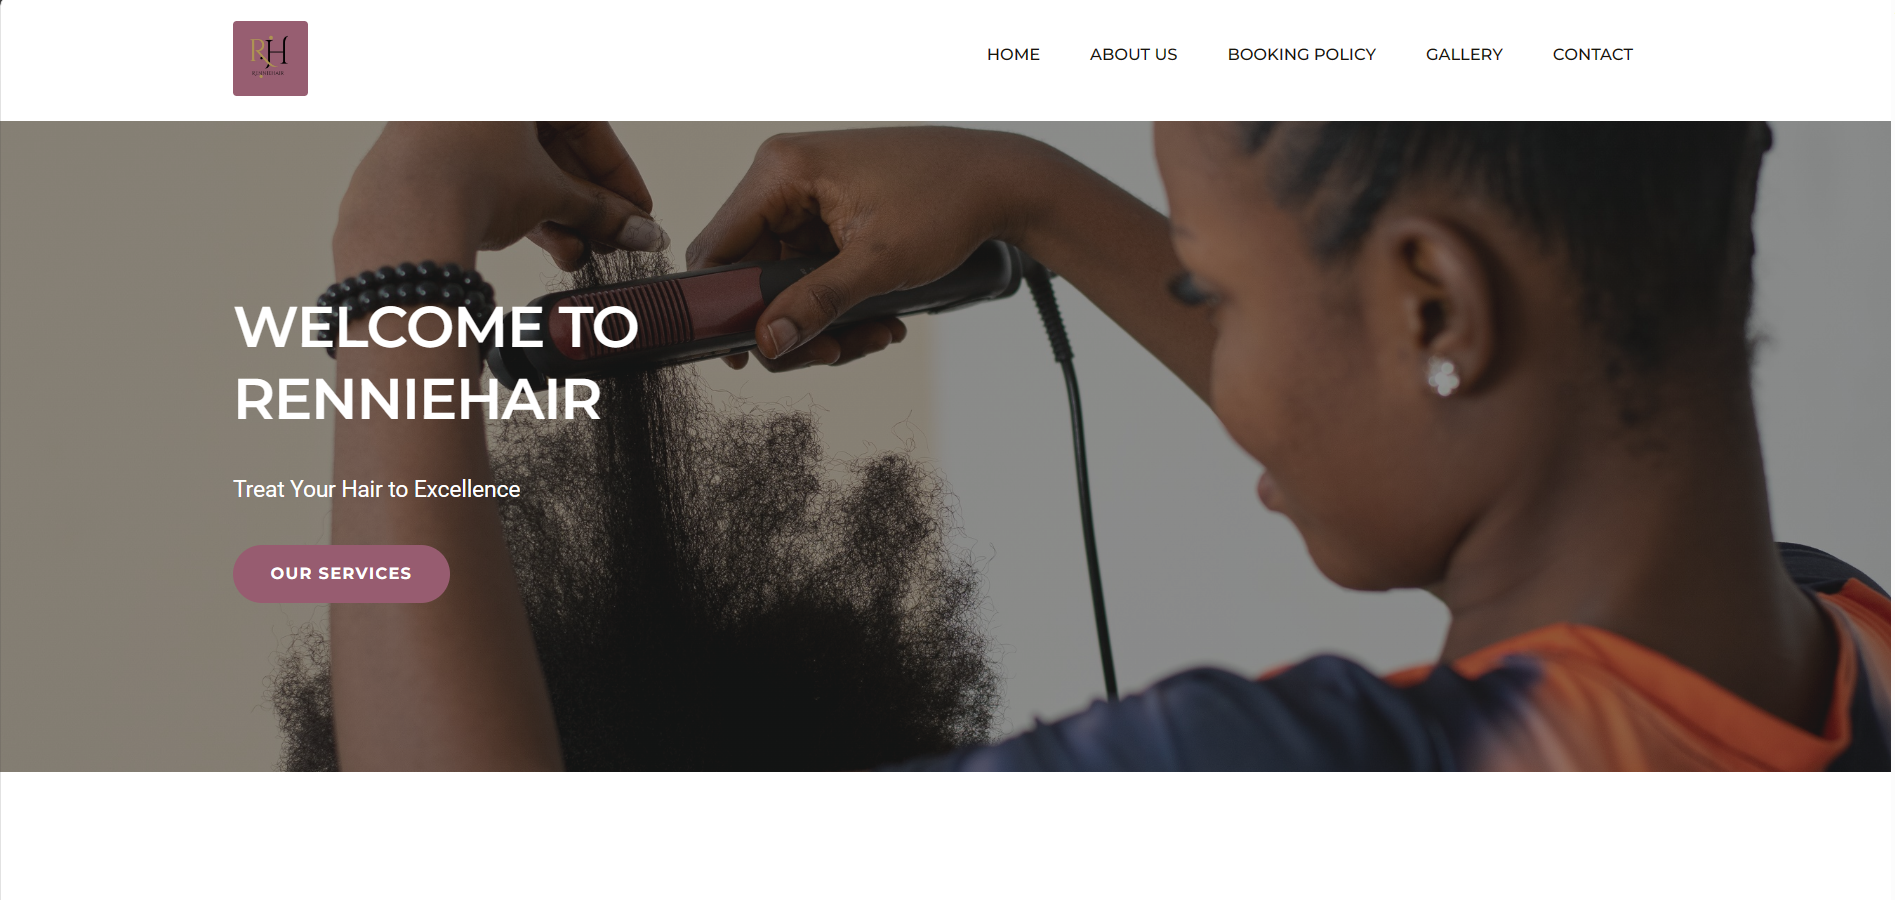 RH
RENNIEHAIR
HOME ABOUT US BOOKING POLICY GALLERY CONTACT
WELCOME TO
RENNIEHAIR
Treat Your Hair to Excellence
OUR SERVICES